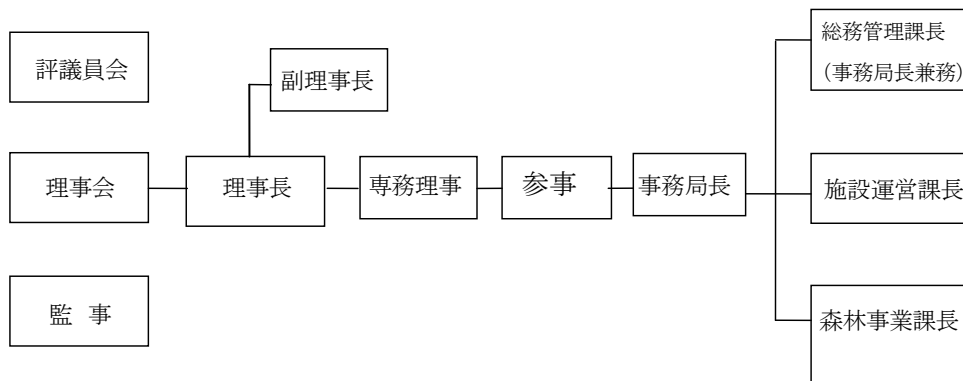 評議員会
副理事長
総務管理課長
（事務局長兼務）
理事会
理事長
専務理事
参事
事務局長
施設運営課長
監 事
森林事業課長